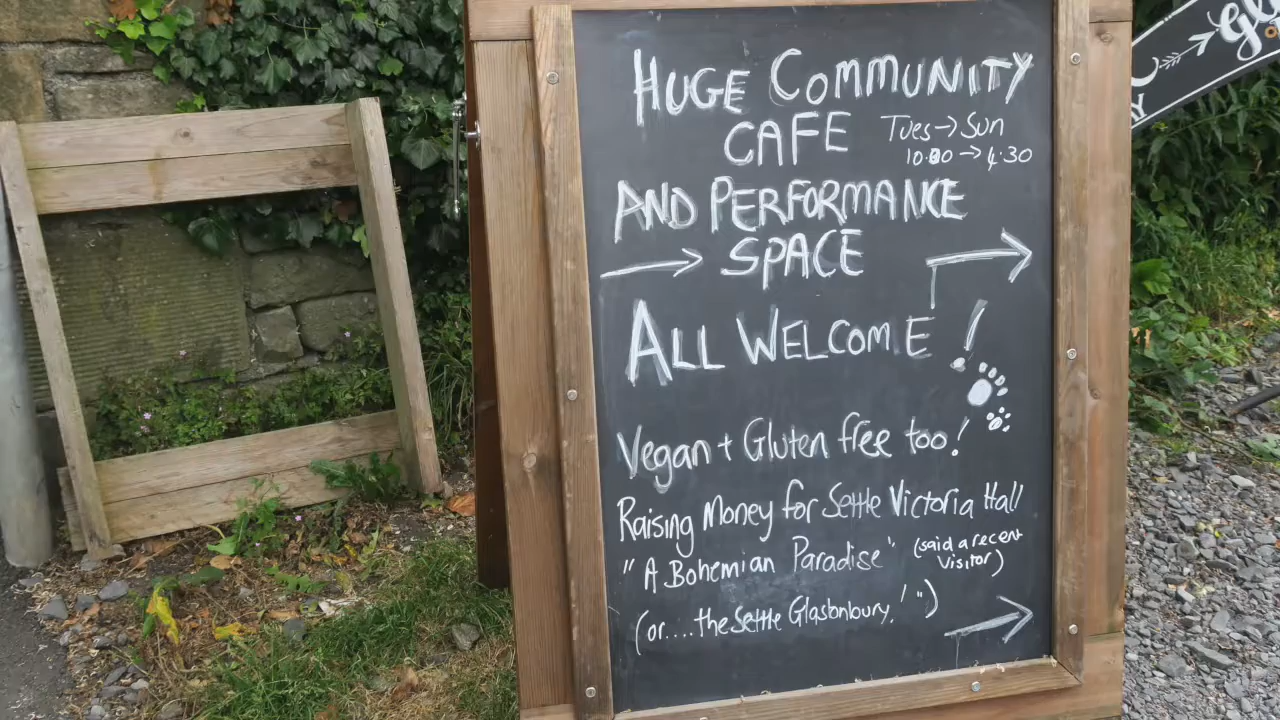 HUGE COMMUNITY
CAFE Tues → Sun
10.30 → 4.30
AND PERFORMANCE
→ SPACE →
ALL WELCOME!
Vegan + Gluten free too!
Raising Money for Settle Victoria Hall
"A Bohemian Paradise" (said a recent
visitor)
(or....the Settle Glastonbury,'")
→